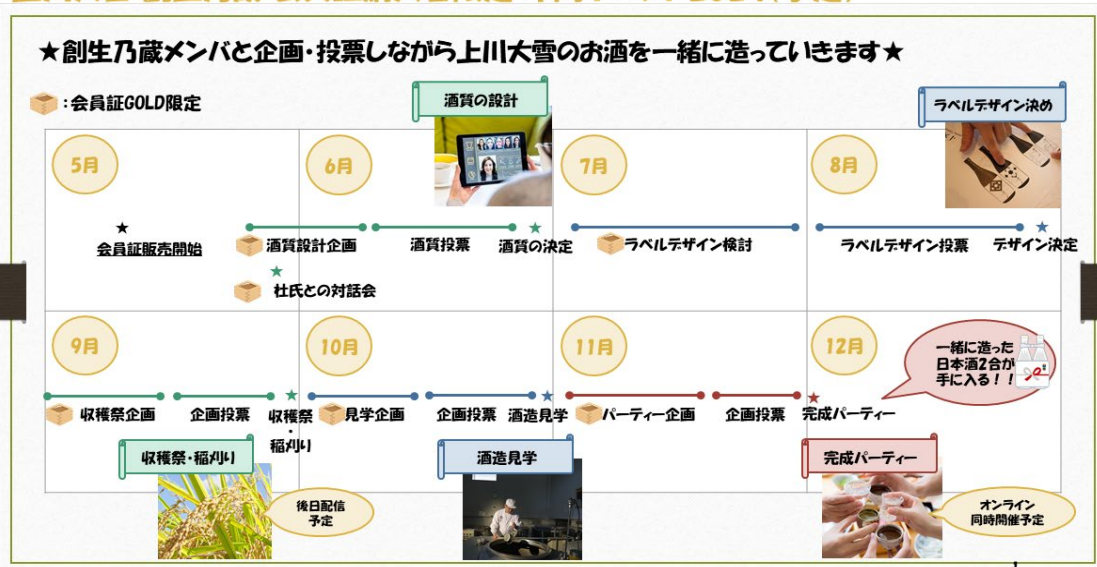 ★創生乃蔵メンバと企画・投票しながら上川大雪のお酒を一緒に造っていきます★
:会員証GOLD限定
酒質の設計
ラベルデザイン決め
5月
6月
7月
8月
★
会員証販売開始
酒質設計企画
酒質投票
★
酒質の決定
ラベルデザイン検討
ラベルデザイン投票
★
デザイン決定
★
杜氏との対話会
9月
10月
11月
12月
一緒に造った
日本酒2合が
手に入る!!
収穫祭企画
企画投票
★
収穫祭
・
稲刈り
見学企画
企画投票
★
酒造見学
パーティー企画
企画投票
★
完成パーティー
収穫祭・稲刈り
酒造見学
完成パーティー
後日配信
予定
オンライン
同時開催予定